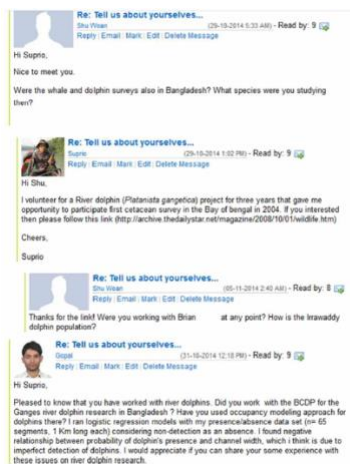 Re: Tell us about yourselves...
Shu Woan (29-10-2014 5:33 AM) - Read by: 9
Reply | Email | Mark | Edit | Delete Message
Hi Suprio,
Nice to meet you.
Were the whale and dolphin surveys also in Bangladesh? What species were you studying
then?
Re: Tell us about yourselves...
Suprio (29-10-2014 1:02 PM) - Read by: 9
Reply | Email | Mark | Edit | Delete Message
Hi Shu,
I volunteer for a River dolphin (Platanista gangetica) project for three years that gave me
opportunity to participate first cetacean survey in the Bay of bengal in 2004. If you interested
then please follow this link (http://archive.thedailystar.net/magazine/2008/10/01/wildlife.htm)
Cheers,
Suprio
Re: Tell us about yourselves...
Shu Woan (05-11-2014 2:40 AM) - Read by: 8
Reply | Email | Mark | Edit | Delete Message
Thanks for the link! Were you working with Brian at any point? How is the Irrawaddy
dolphin population?
Re: Tell us about yourselves...
Gopal (31-10-2014 12:18 PM) - Read by: 9
Reply | Email | Mark | Edit | Delete Message
Hi Suprio,
Pleased to know that you have worked with river dolphins. Did you work with the BCDP for the
Ganges river dolphin research in Bangladesh ? Have you used occupancy modeling approach for
dolphins there? I ran logistic regression models with my presence/absence data set (n= 65
segments, 1 Km long each) considering non-detection as an absence. I found negative
relationship between probability of dolphin's presence and channel width, which i think is due to
imperfect detection of dolphins. I would appreciate if you can share your some experience with
these issues on river dolphin research.